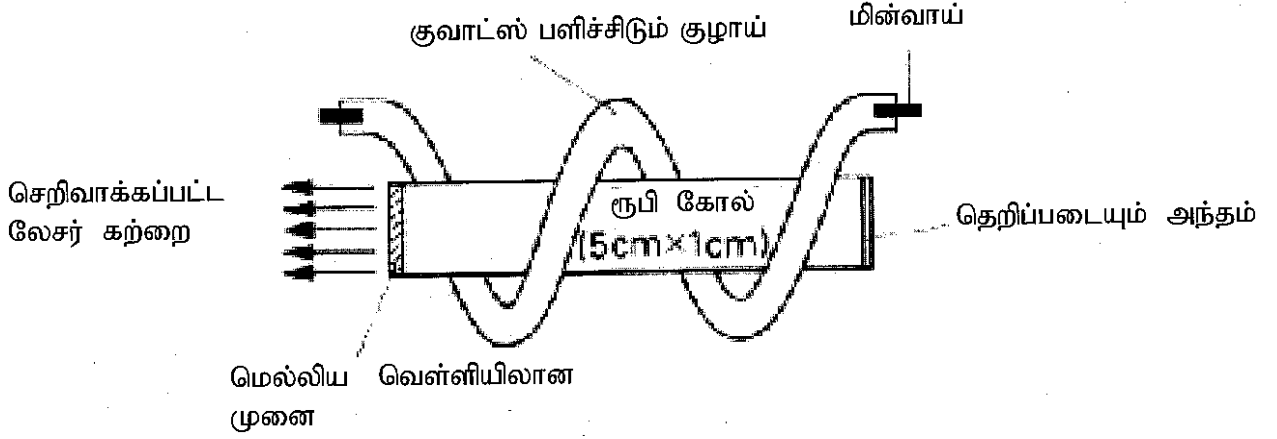 குவாட்ஸ் பளிச்சிடும் குழாய்
மின்வாய்
செறிவாக்கப்பட்ட
லேசர் கற்றை
ரூபி கோல்
(5cm×1cm)
தெறிப்படையும் அந்தம்
மெல்லிய வெள்ளியிலான
முனை